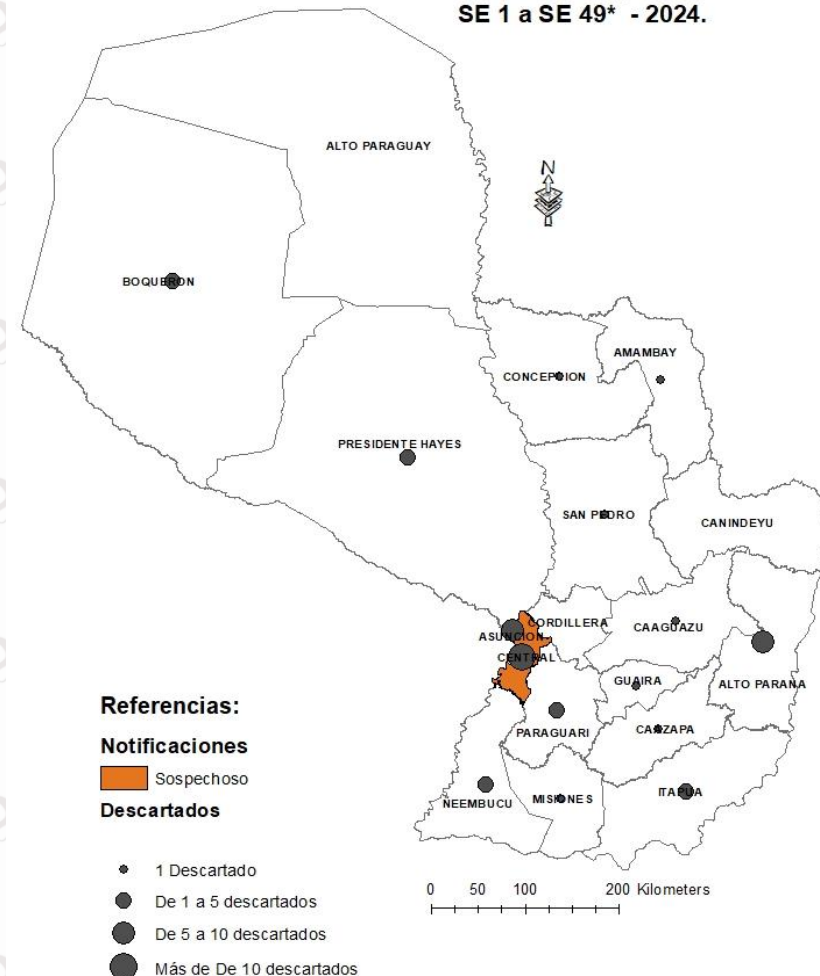 SE 1 a SE 49* - 2024.
ALTO PARAGUAY
N
BOQUERON
AMAMBAY
CONCEPCION
PRESIDENTE HAYES
SAN PEDRO
CANINDEYU
CORDILLERA
CAAGUAZU
ASUNCION
CENTRAL
GUAIRA
ALTO PARANA
CAAZAPA
PARAGUARI
ITAPUA
MISIONES
ÑEEMBUCU
Referencias:
Notificaciones
Sospechoso
Descartados
1 Descartado
De 1 a 5 descartados
De 5 a 10 descartados
Más de De 10 descartados
0 50 100 200 Kilometers